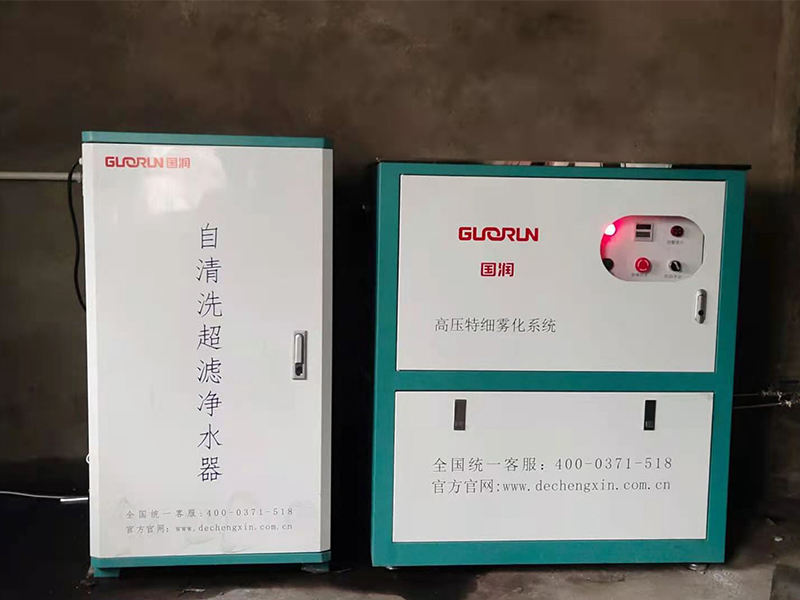 GUORUN 国润
自清洗超滤净水器
全国统一客服:400-0371-518
官方官网:www.dechengxin.com.cn
GUORUN
国润
高压特细雾化系统
全国统一客服:400-0371-518
官方官网:www.dechengxin.com.cn